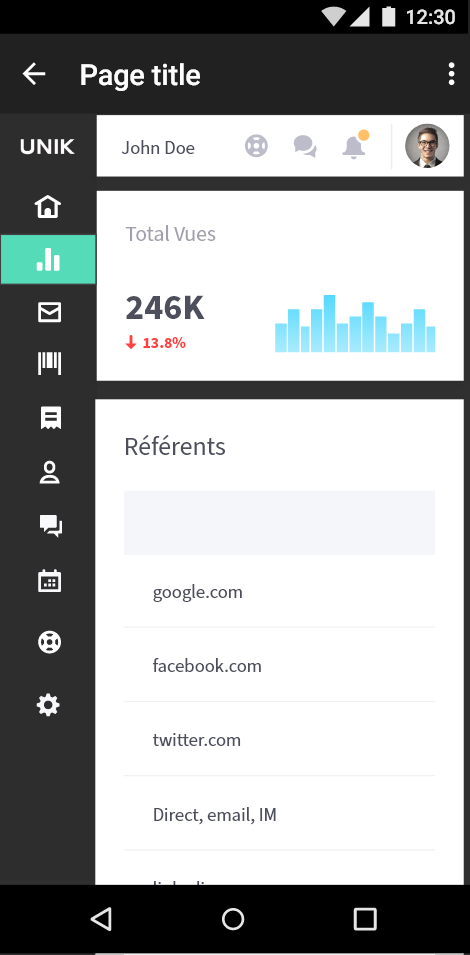 12:30
Page title
UNIK
John Doe
Total Vues
246K
13.8%
Référents
google.com
facebook.com
twitter.com
Direct, email, IM